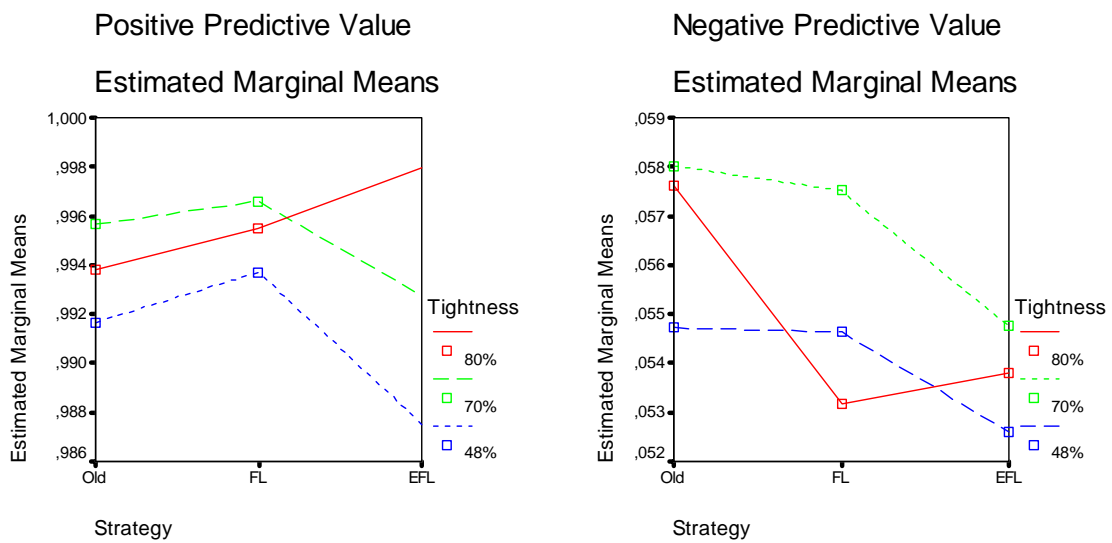 Positive Predictive Value
Estimated Marginal Means
Estimated Marginal Means
1,000
,998
,996
,994
,992
,990
,988
,986
Old
FL
EFL
Strategy
Tightness
80%
70%
48%
Negative Predictive Value
Estimated Marginal Means
Estimated Marginal Means
,059
,058
,057
,056
,055
,054
,053
,052
Old
FL
EFL
Strategy
Tightness
80%
70%
48%